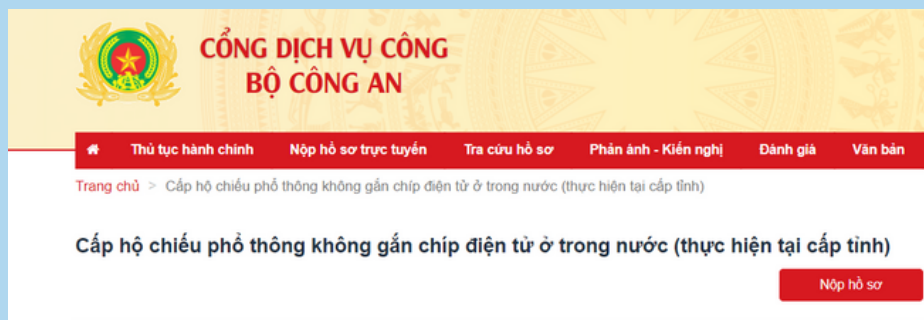 CỔNG DỊCH VỤ CÔNG
BỘ CÔNG AN
Thủ tục hành chính Nộp hồ sơ trực tuyến Tra cứu hồ sơ Phản ánh - Kiến nghị Đánh giá Văn bản
Trang chủ > Cấp hộ chiếu phổ thông không gắn chíp điện tử ở trong nước (thực hiện tại cấp tỉnh)
Cấp hộ chiếu phổ thông không gắn chíp điện tử ở trong nước (thực hiện tại cấp tỉnh)
Nộp hồ sơ